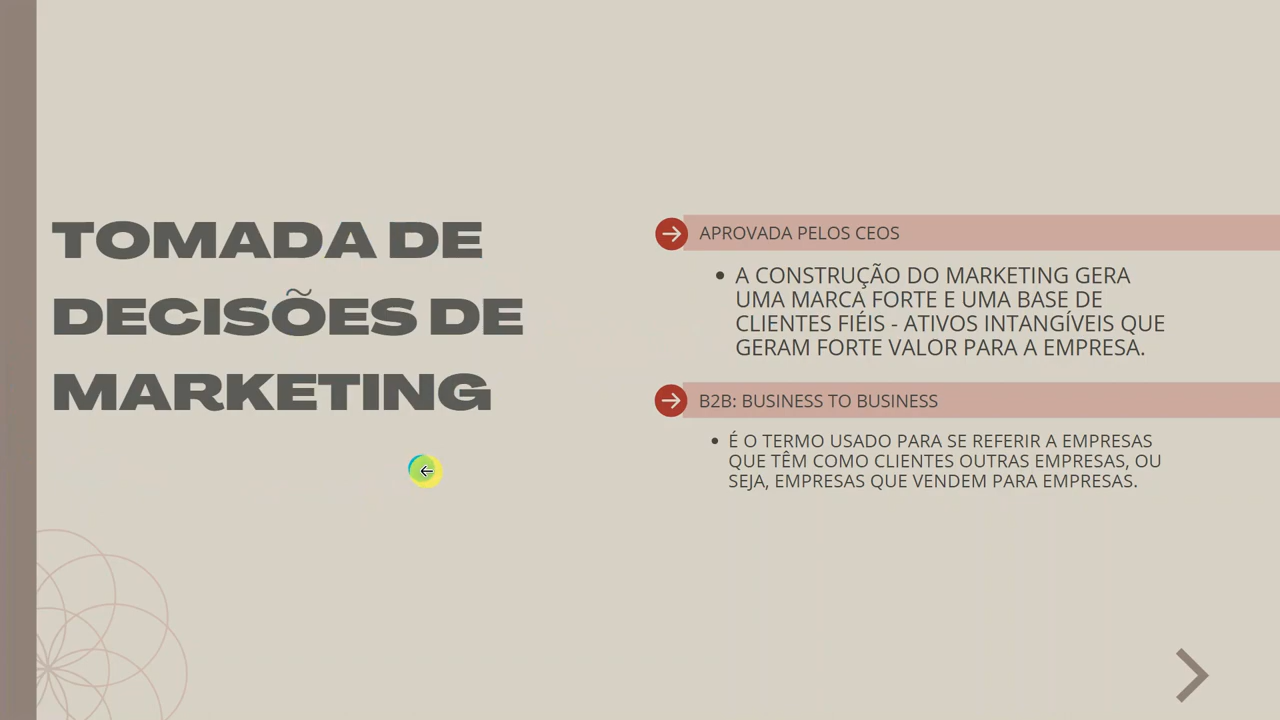 TOMADA DE
DECISÕES DE
MARKETING
APROVADA PELOS CEOS
• A CONSTRUÇÃO DO MARKETING GERA
UMA MARCA FORTE E UMA BASE DE
CLIENTES FIÉIS - ATIVOS INTANGÍVEIS QUE
GERAM FORTE VALOR PARA A EMPRESA.
B2B: BUSINESS TO BUSINESS
• É O TERMO USADO PARA SE REFERIR A EMPRESAS
QUE TÊM COMO CLIENTES OUTRAS EMPRESAS, OU
SEJA, EMPRESAS QUE VENDEM PARA EMPRESAS.